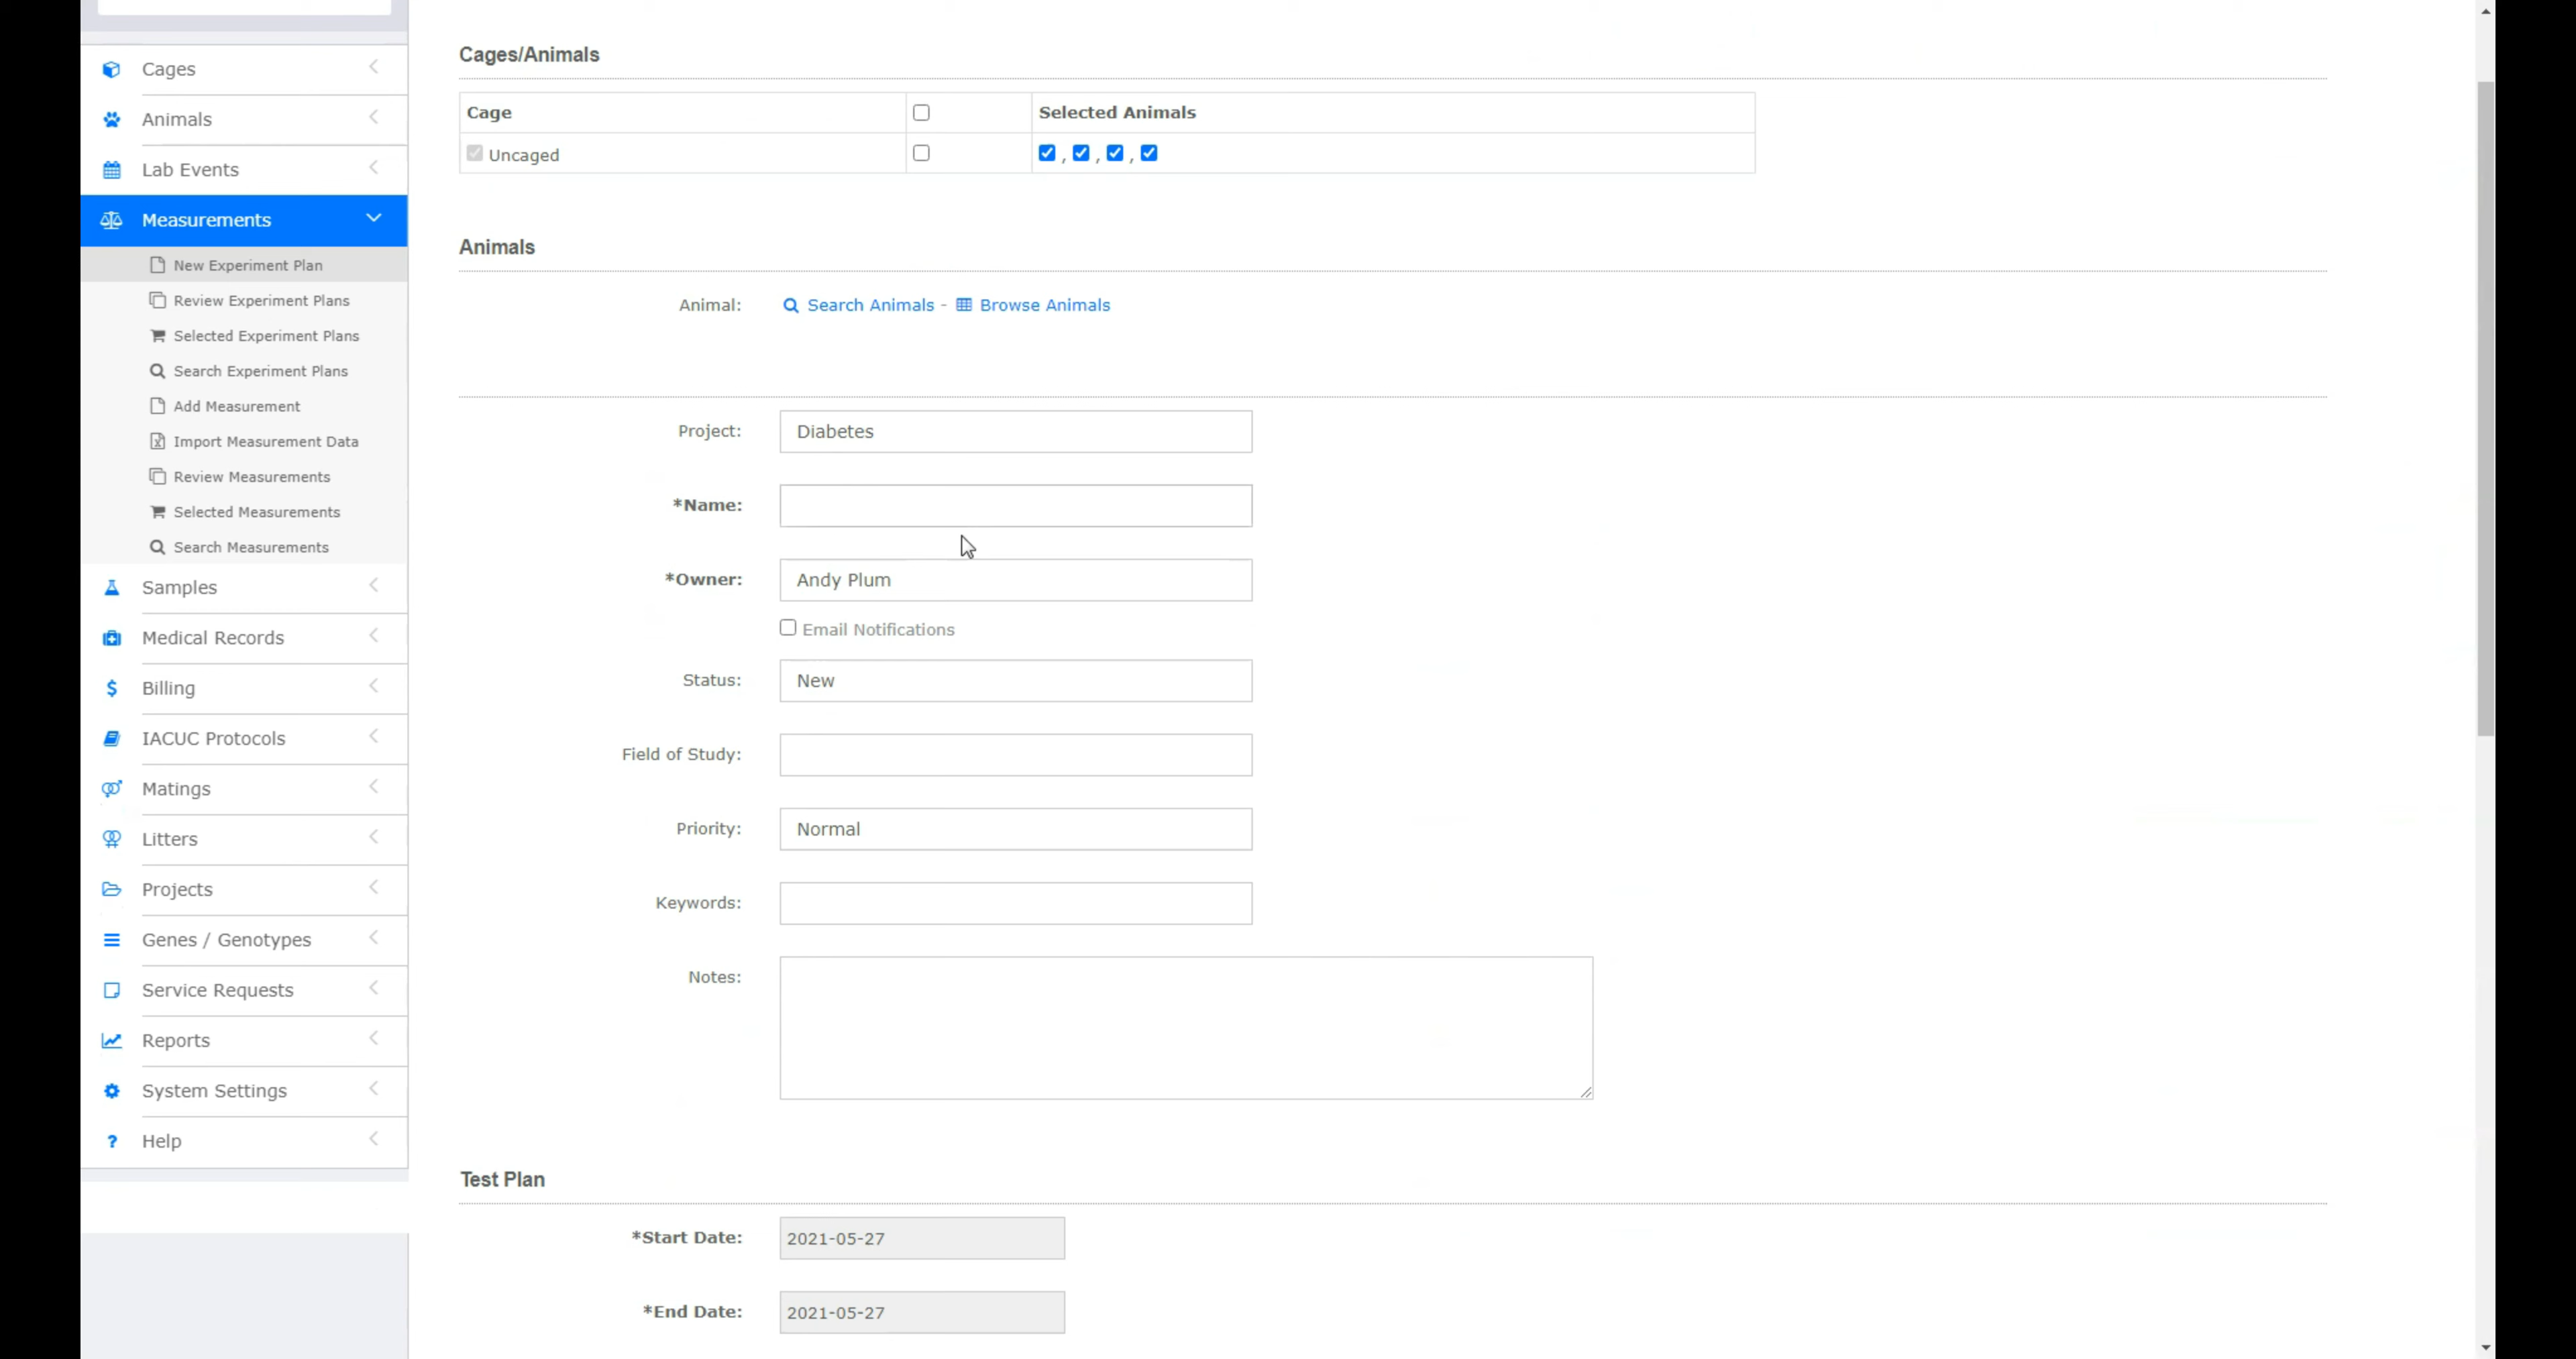 Cages
Animals
Lab Events
Measurements
New Experiment Plan
Review Experiment Plans
Selected Experiment Plans
Search Experiment Plans
Add Measurement
Import Measurement Data
Review Measurements
Selected Measurements
Search Measurements
Samples
Medical Records
Billing
IACUC Protocols
Matings
Litters
Projects
Genes / Genotypes
Service Requests
Reports
System Settings
Help
Cages/Animals
Cage Selected Animals
Uncaged , , ,
Animals
Animal: Search Animals - Browse Animals
Project: Diabetes
*Name:
*Owner: Andy Plum
Email Notifications
Status: New
Field of Study:
Priority: Normal
Keywords:
Notes:
Test Plan
*Start Date: 2021-05-27
*End Date: 2021-05-27